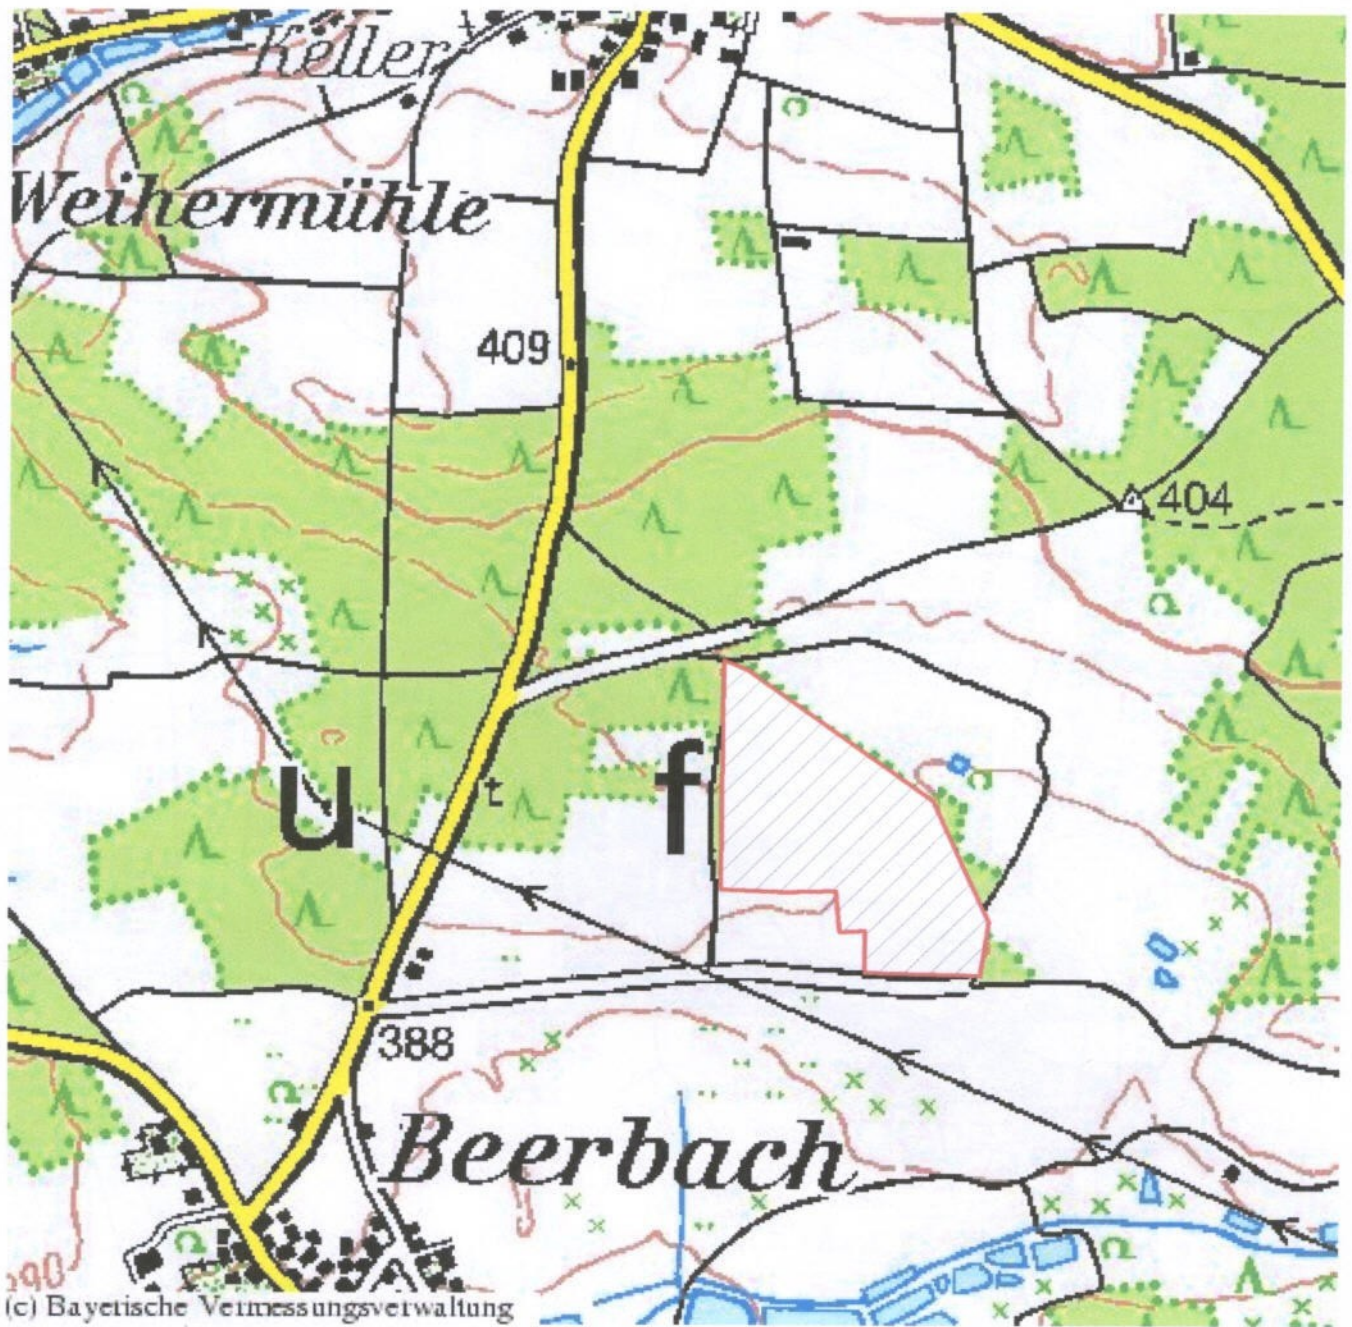 Keller
Weihermühle
409
404
u f
t
388
Beerbach
(c) Bayerische Vermessungsverwaltung